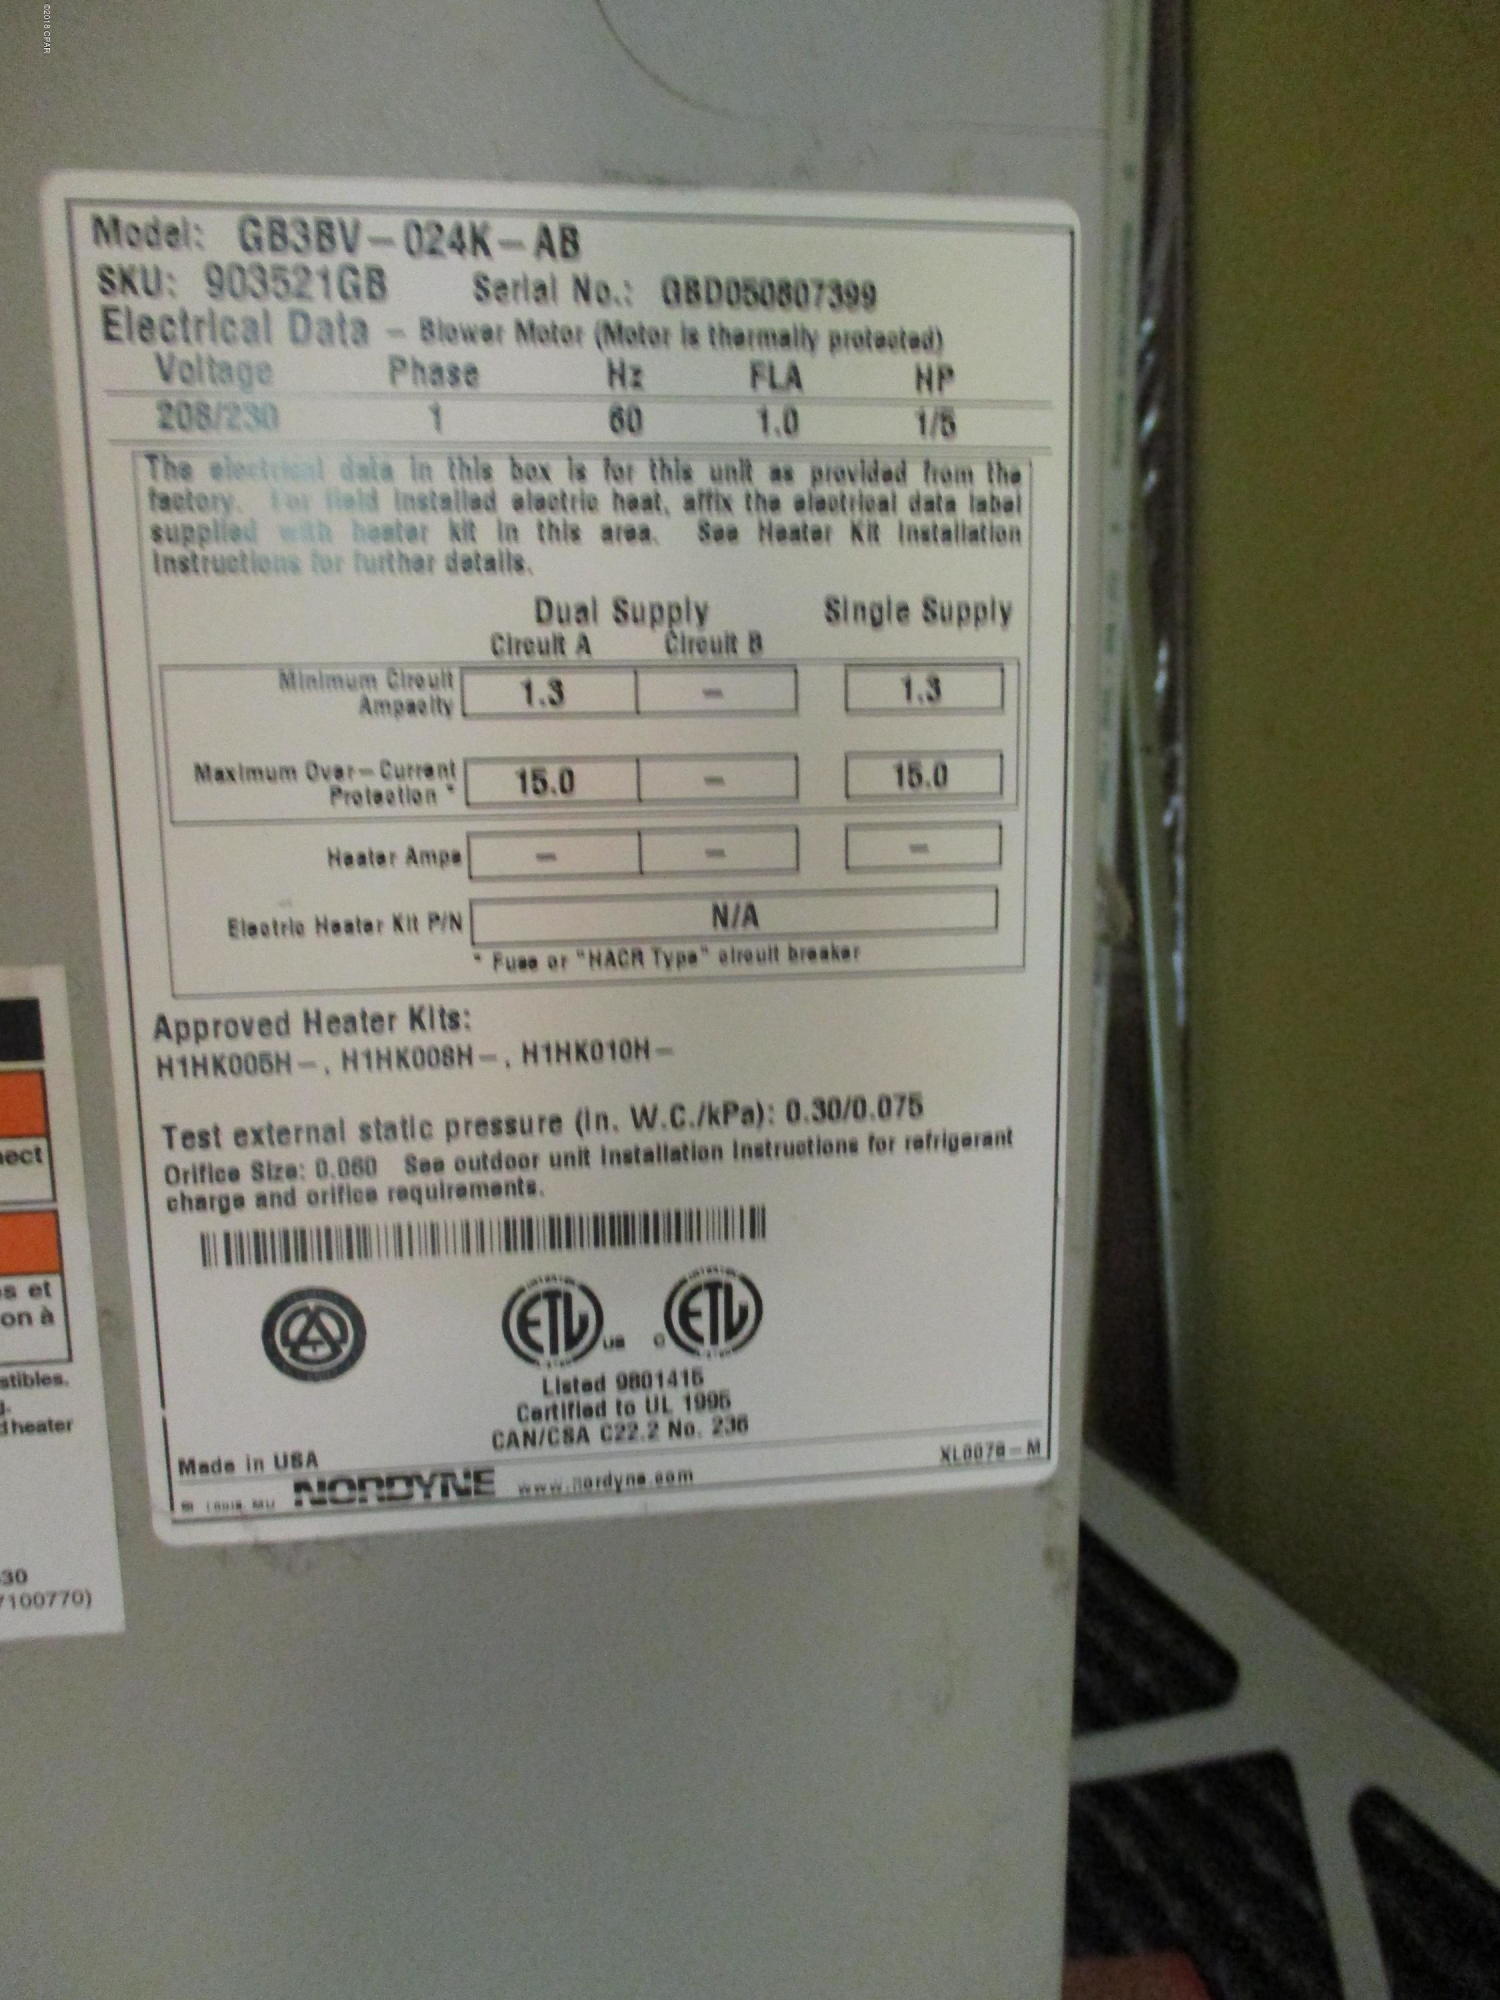 ©2018 CPAR
Model: GB3BV-024K-AB
SKU: 903521GB Serial No.: GBD050807399
Electrical Data - Blower Motor (Motor is thermally protected)
Voltage Phase Hz FLA HP
208/230 1 60 1.0 1/5
The electrical data in this box is for this unit as provided from the
factory. For field installed electric heat, affix the electrical data label
supplied with heater kit in this area. See Heater Kit Installation
Instructions for further details.
Dual Supply Single Supply
Circuit A Circuit B
Minimum Circuit
Ampacity 1.3 - 1.3
Maximum Over-Current
Protection * 15.0 - 15.0
Heater Amps - - -
Electric Heater Kit P/N N/A
* Fuse or "HACR Type" circuit breaker
Approved Heater Kits:
H1HK005H-, H1HK008H-, H1HK010H-
Test external static pressure (in. W.C./kPa): 0.30/0.075
Orifice Size: 0.060 See outdoor unit Installation Instructions for refrigerant
charge and orifice requirements.
ETL US C ETL
Listed 9801415
Certified to UL 1995
CAN/CSA C22.2 No. 236
Made in USA
NORDYNE www.nordyne.com
ect
s et
on à
stibles.
heater
30
7100770)